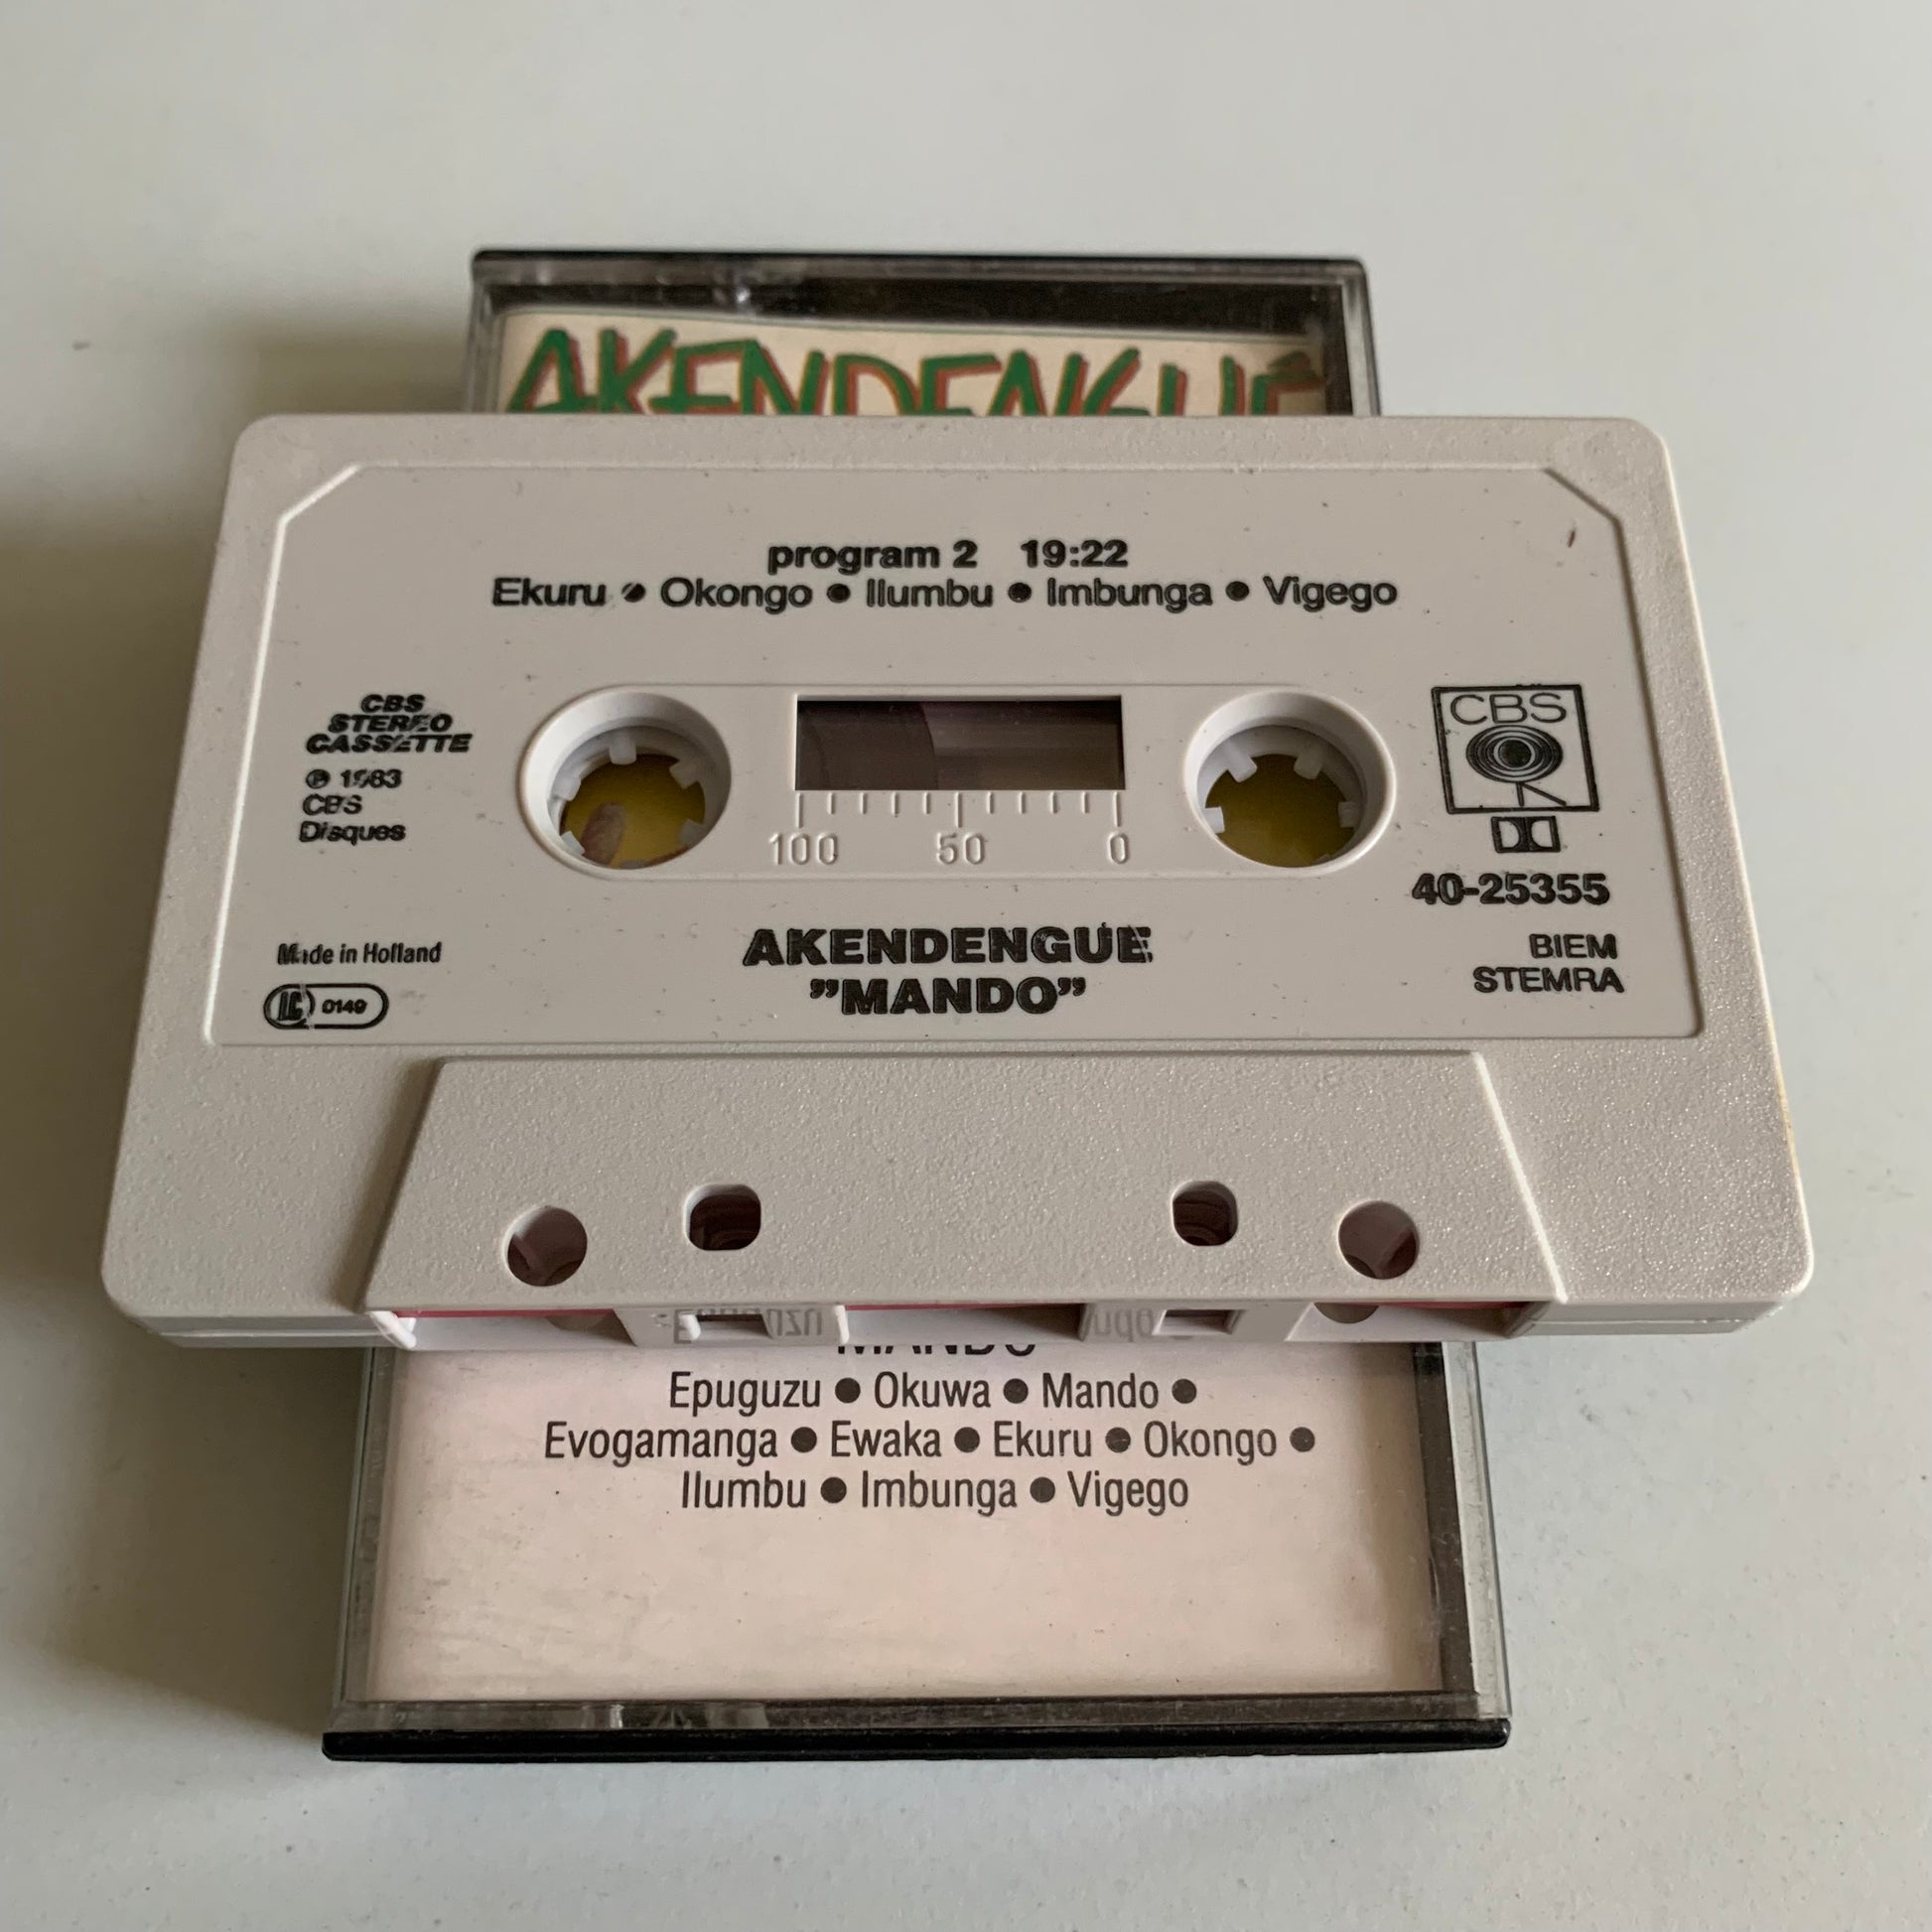 AKENDENGUÉ
program 2 19:22
Ekuru ● Okongo ● Ilumbu ● Imbunga ● Vigego
CBS
STEREO
CASSETTE
℗ 1983
CBS
Disques
Made in Holland
LC 0149
100 50 0
CBS
40-25355
BIEM
STEMRA
AKENDENGUE
”MANDO”
MANDO
Epuguzu ● Okuwa ● Mando ●
Evogamanga ● Ewaka ● Ekuru ● Okongo ●
Ilumbu ● Imbunga ● Vigego